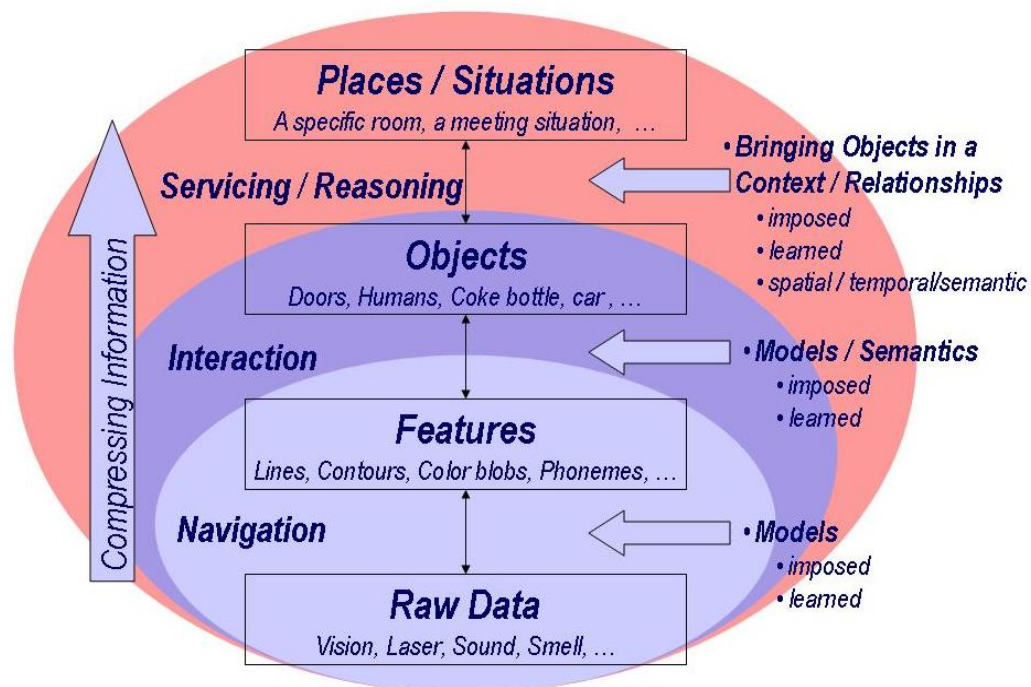 Places / Situations
A specific room, a meeting situation, …
Servicing / Reasoning
• Bringing Objects in a
Context / Relationships
• imposed
• learned
• spatial / temporal/semantic
Objects
Doors, Humans, Coke bottle, car , …
Interaction
• Models / Semantics
• imposed
• learned
Features
Lines, Contours, Color blobs, Phonemes, …
Navigation
• Models
• imposed
• learned
Raw Data
Vision, Laser, Sound, Smell, …
Compressing Information